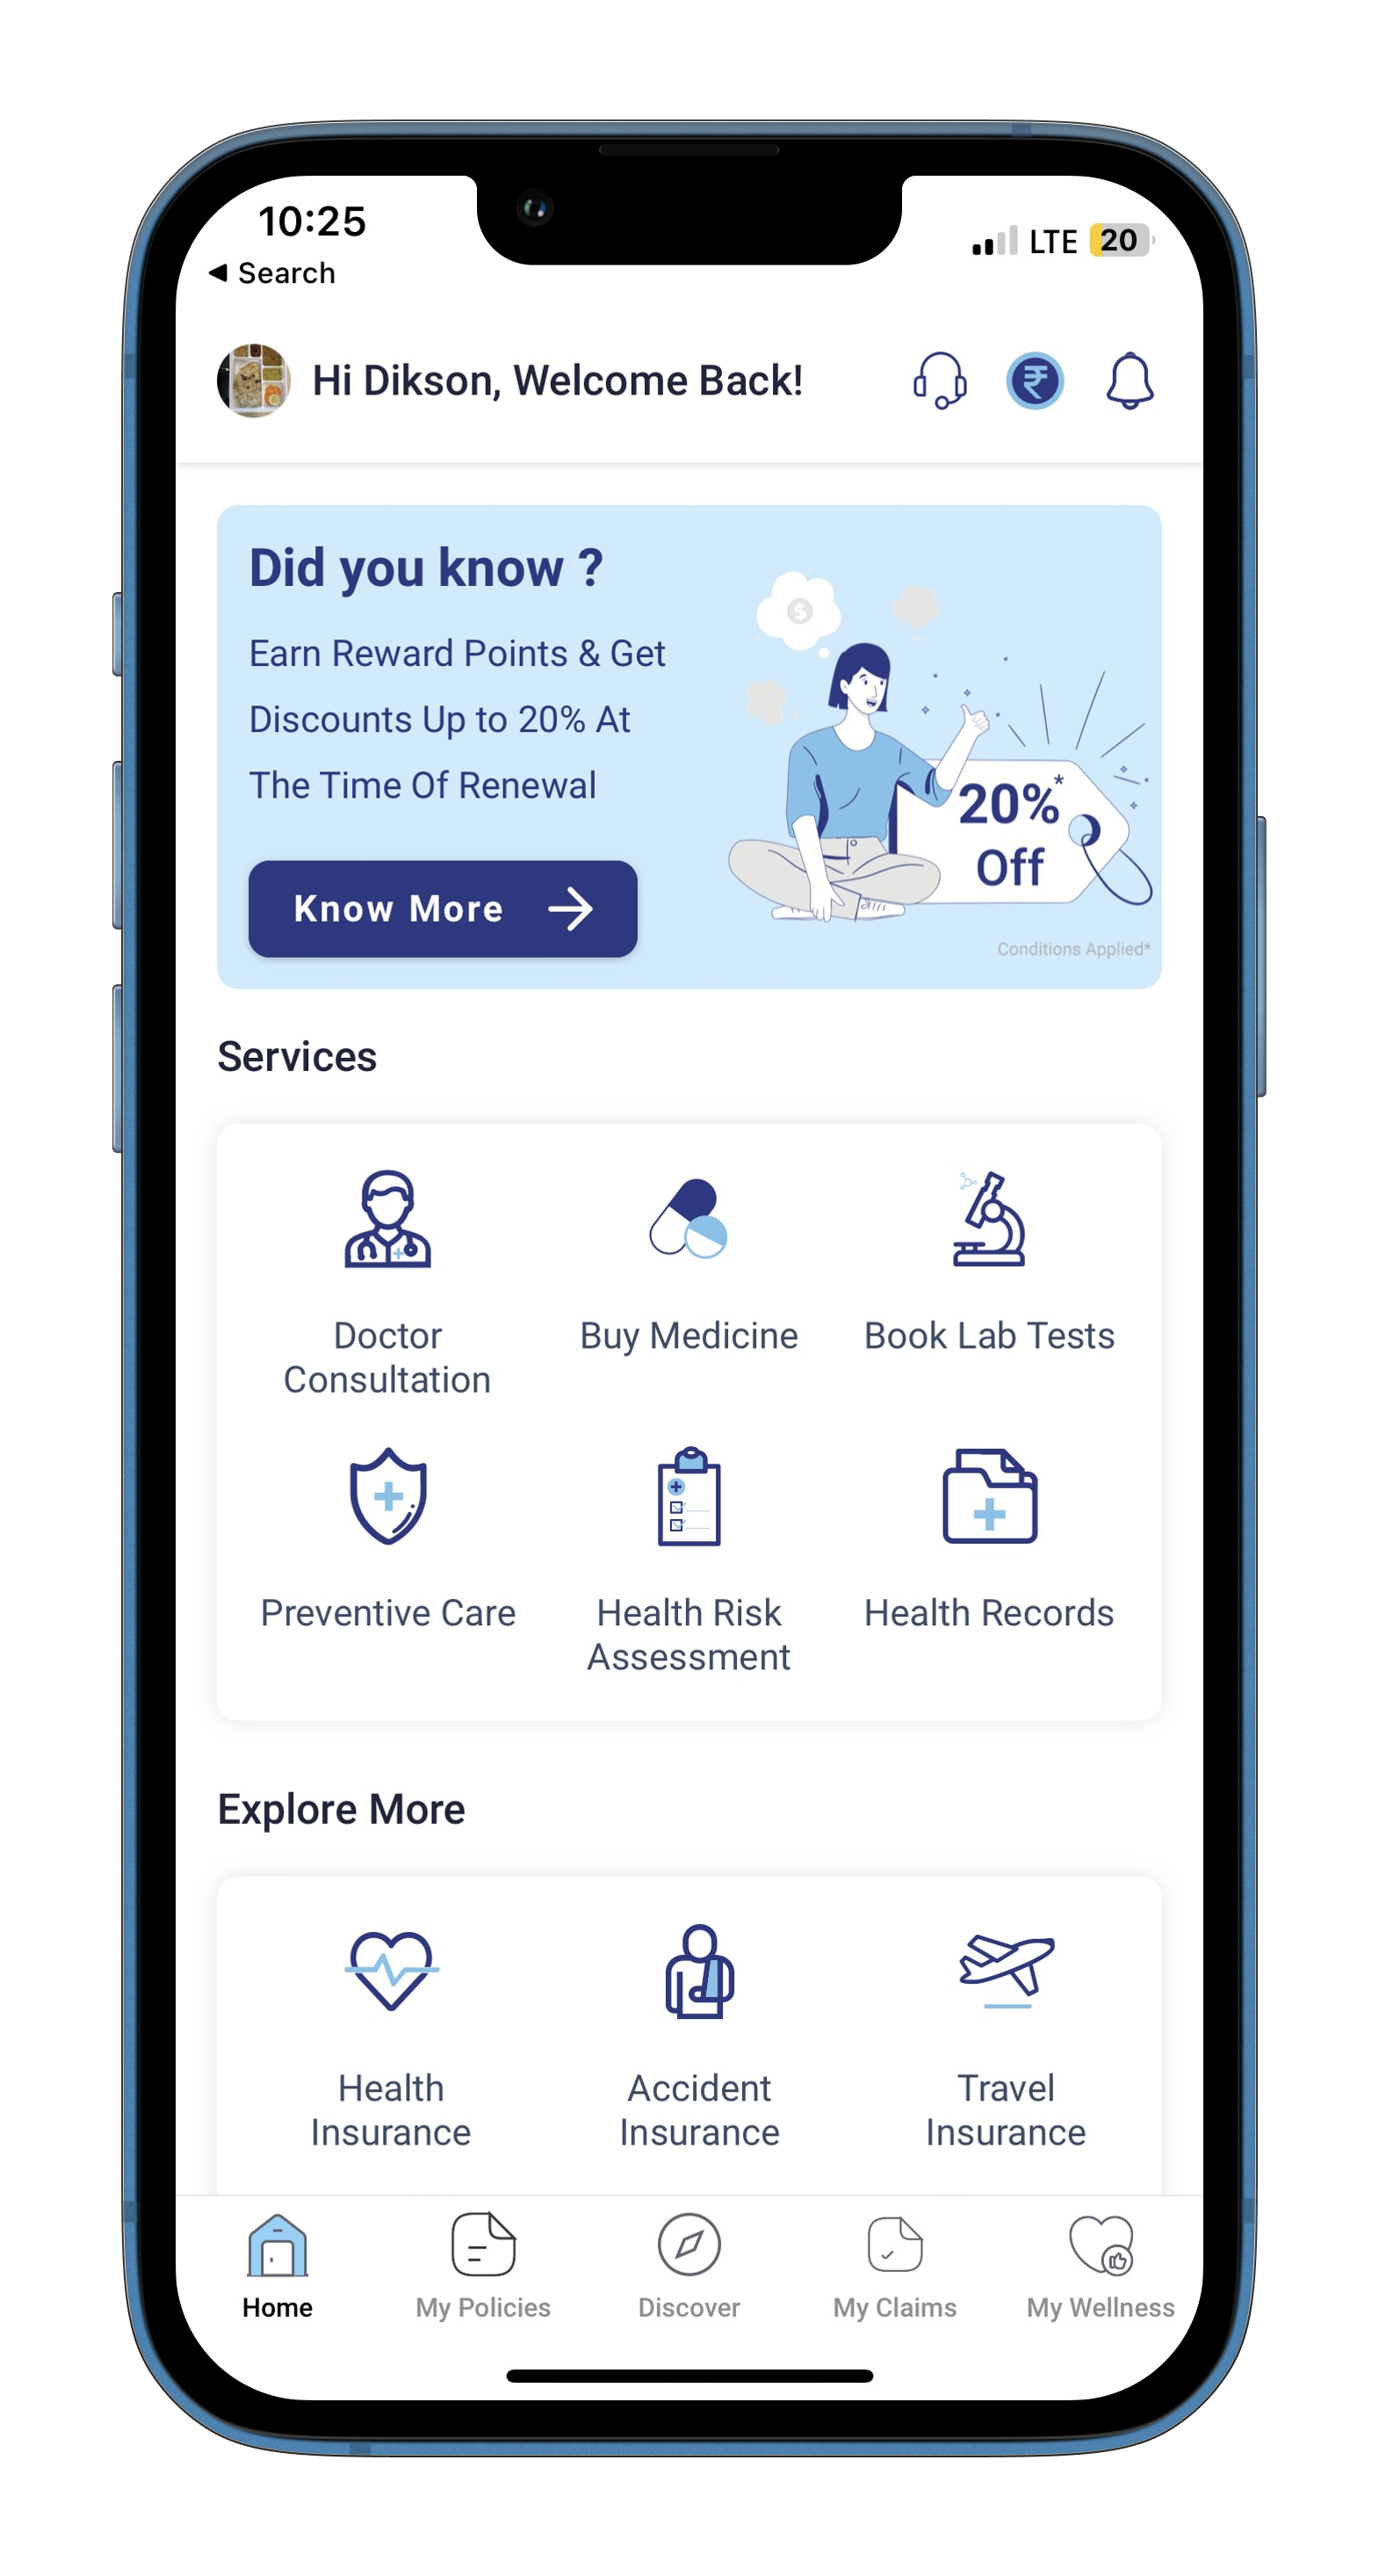 10:25
LTE 20
◀ Search
Hi Dikson, Welcome Back!
₹
Did you know ?
Earn Reward Points & Get
Discounts Up to 20% At
The Time Of Renewal
Know More
$
20%*
Off
Conditions Applied*
Services
Doctor
Consultation
Buy Medicine
Book Lab Tests
Preventive Care
Health Risk
Assessment
Health Records
Explore More
Health
Insurance
Accident
Insurance
Travel
Insurance
Home
My Policies
Discover
My Claims
My Wellness